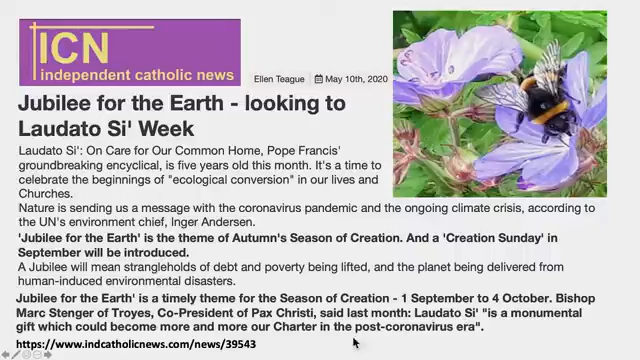 ICN
independent catholic news
Ellen Teague
May 10th, 2020
Jubilee for the Earth - looking to
Laudato Si' Week
Laudato Si': On Care for Our Common Home, Pope Francis'
groundbreaking encyclical, is five years old this month. It's a time to
celebrate the beginnings of "ecological conversion" in our lives and
Churches.
Nature is sending us a message with the coronavirus pandemic and the ongoing climate crisis, according to
the UN's environment chief, Inger Andersen.
'Jubilee for the Earth' is the theme of Autumn's Season of Creation. And a 'Creation Sunday' in
September will be introduced.
A Jubilee will mean strangleholds of debt and poverty being lifted, and the planet being delivered from
human-induced environmental disasters.
Jubilee for the Earth' is a timely theme for the Season of Creation - 1 September to 4 October. Bishop
Marc Stenger of Troyes, Co-President of Pax Christi, said last month: Laudato Si' "is a monumental
gift which could become more and more our Charter in the post-coronavirus era".
https://www.indcatholicnews.com/news/39543